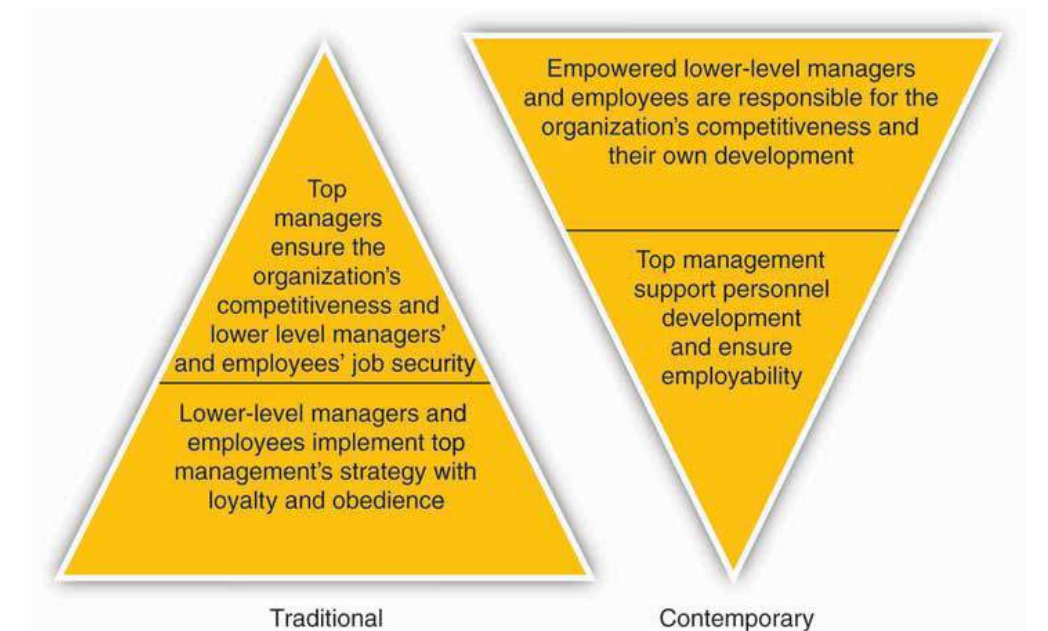 Top
managers
ensure the
organization's
competitiveness and
lower level managers'
and employees' job security
Lower-level managers and
employees implement top
management's strategy with
loyalty and obedience
Traditional
Empowered lower-level managers
and employees are responsible for the
organization's competitiveness and
their own development
Top management
support personnel
development
and ensure
employability
Contemporary